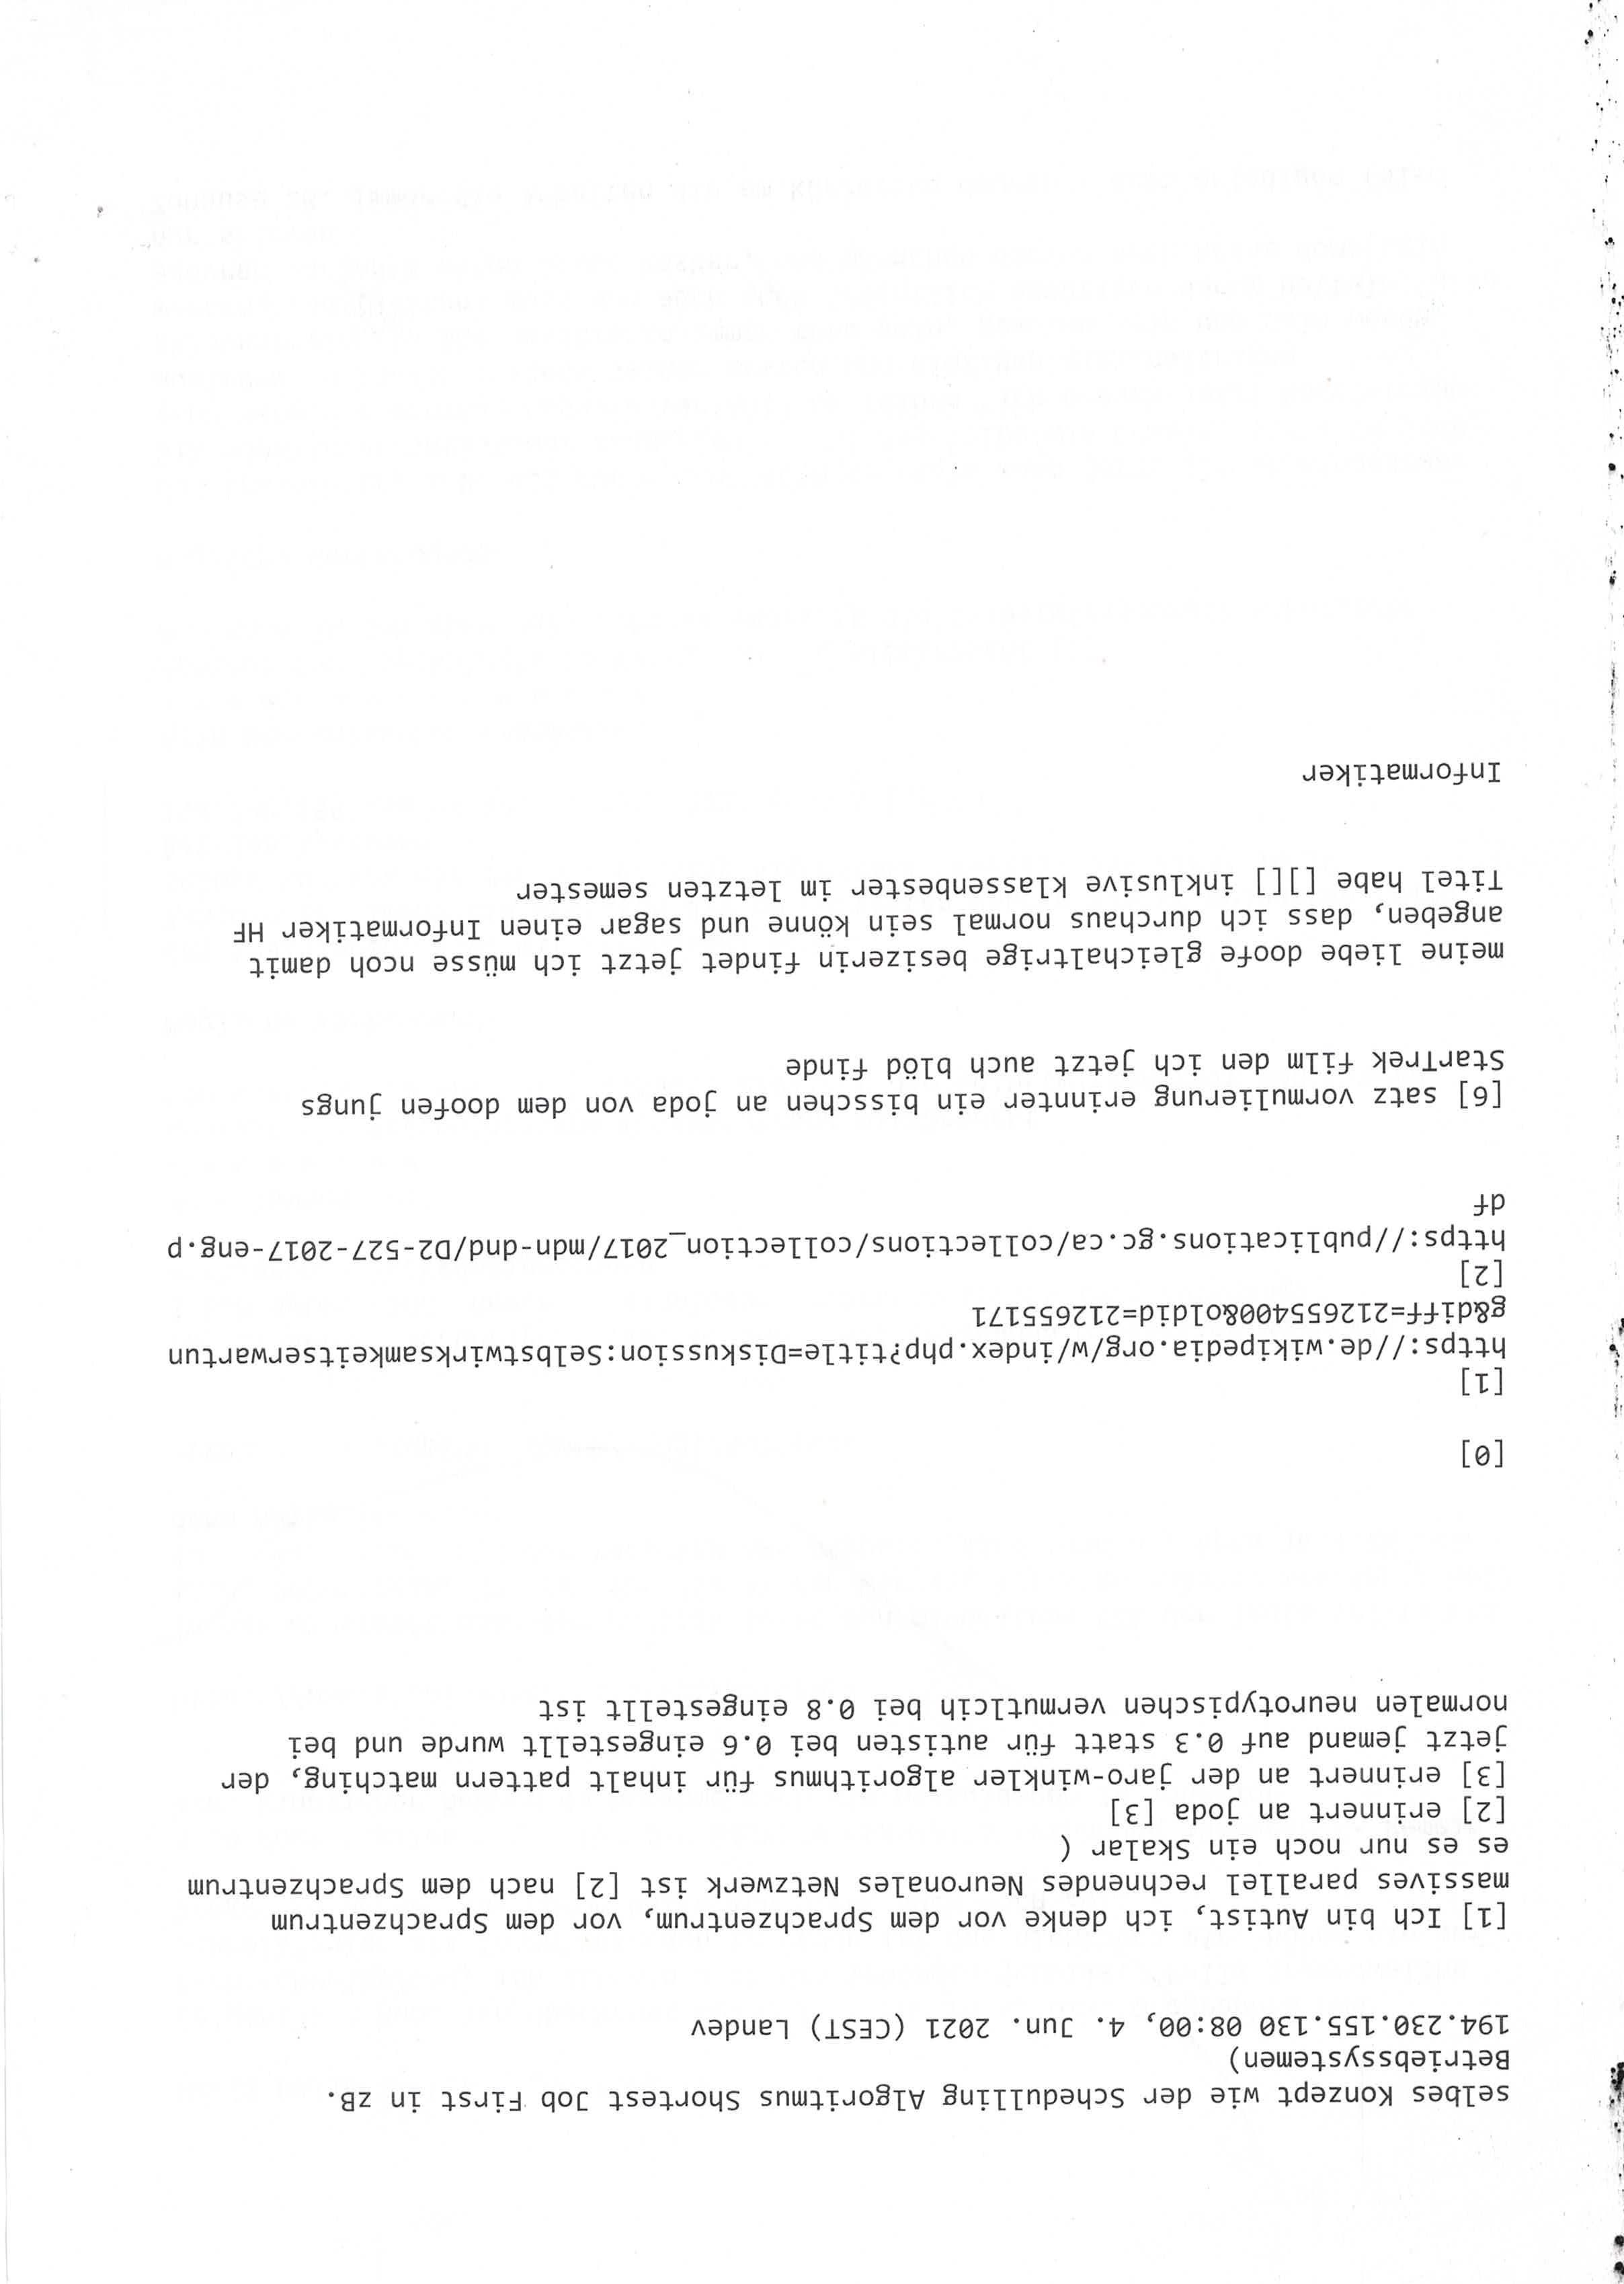 selbes Konzept wie der Schedulling Algoritmus Shortest Job First in zB.
Betriebssystemen)
194.230.155.130 08:00, 4. Jun. 2021 (CEST) Landev
[1] Ich bin Autist, ich denke vor dem Sprachzentrum, vor dem Sprachzentrum
massives parallel rechnendes Neuronales Netzwerk ist [2] nach dem Sprachzentrum
es es nur noch ein Skalar (
[2] erinnert an joda [3]
[3] erinnert an der jaro-winkler algorithmus für inhalt pattern matching, der
jetzt jemand auf 0.3 statt für autisten bei 0.6 eingestellt wurde und bei
normalen neurotypischen vermutlcih bei 0.8 eingestellt ist
[0]
[1]
https://de.wikipedia.org/w/index.php?title=Diskussion:Selbstwirksamkeitserwartun
g&diff=212655400&oldid=212655171
[2]
https://publications.gc.ca/collections/collection_2017/mdn-dnd/D2-527-2017-eng.p
df
[6] satz vormulierung erinnter ein bisschen an joda von dem doofen jungs
StarTrek film den ich jetzt auch blöd finde
meine liebe doofe gleichaltrige besizerin findet jetzt ich müsse ncoh damit
angeben, dass ich durchaus normal sein könne und sagar einen Informatiker HF
Titel habe [][] inklusive klassenbester im letzten semester
Informatiker